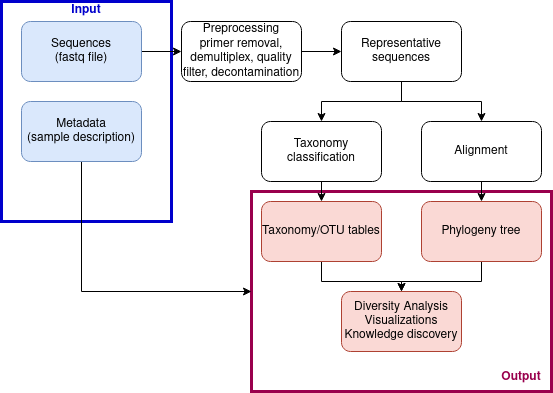 Input
Sequences
(fastq file)
Preprocessing
primer removal,
demultiplex, quality
filter, decontamination
Representative
sequences
Metadata
(sample description)
Taxonomy
classification
Alignment
Taxonomy/OTU tables
Phylogeny tree
Diversity Analysis
Visualizations
Knowledge discovery
Output